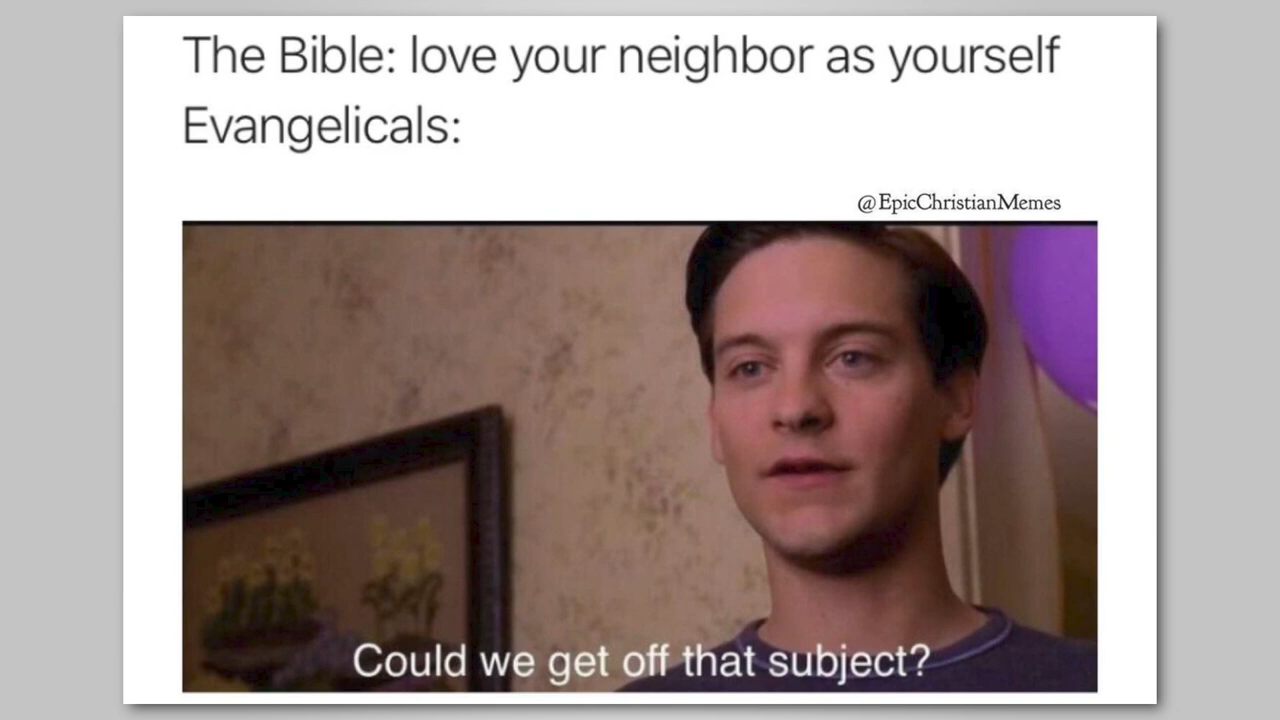 The Bible: love your neighbor as yourself
Evangelicals:
@EpicChristianMemes
Could we get off that subject?